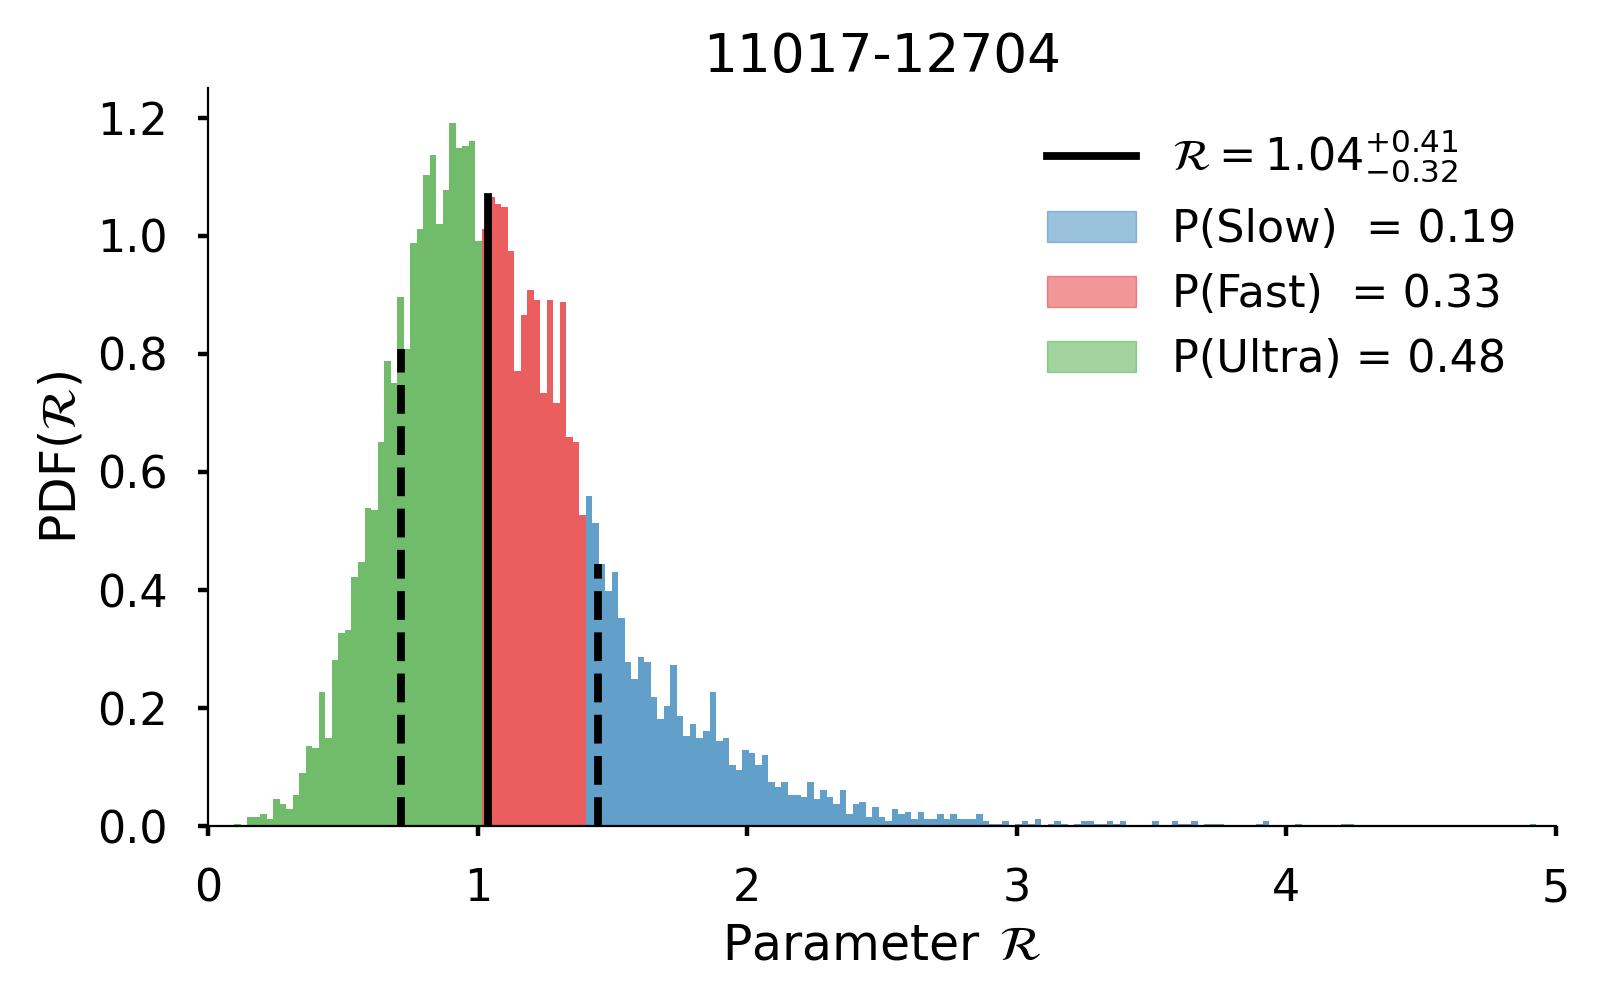 11017-12704
1.2
1.0
0.8
0.6
0.4
0.2
0.0
PDF(ℛ)
ℛ = 1.04 +0.41 −0.32
P(Slow) = 0.19
P(Fast) = 0.33
P(Ultra) = 0.48
0 1 2 3 4 5
Parameter ℛ